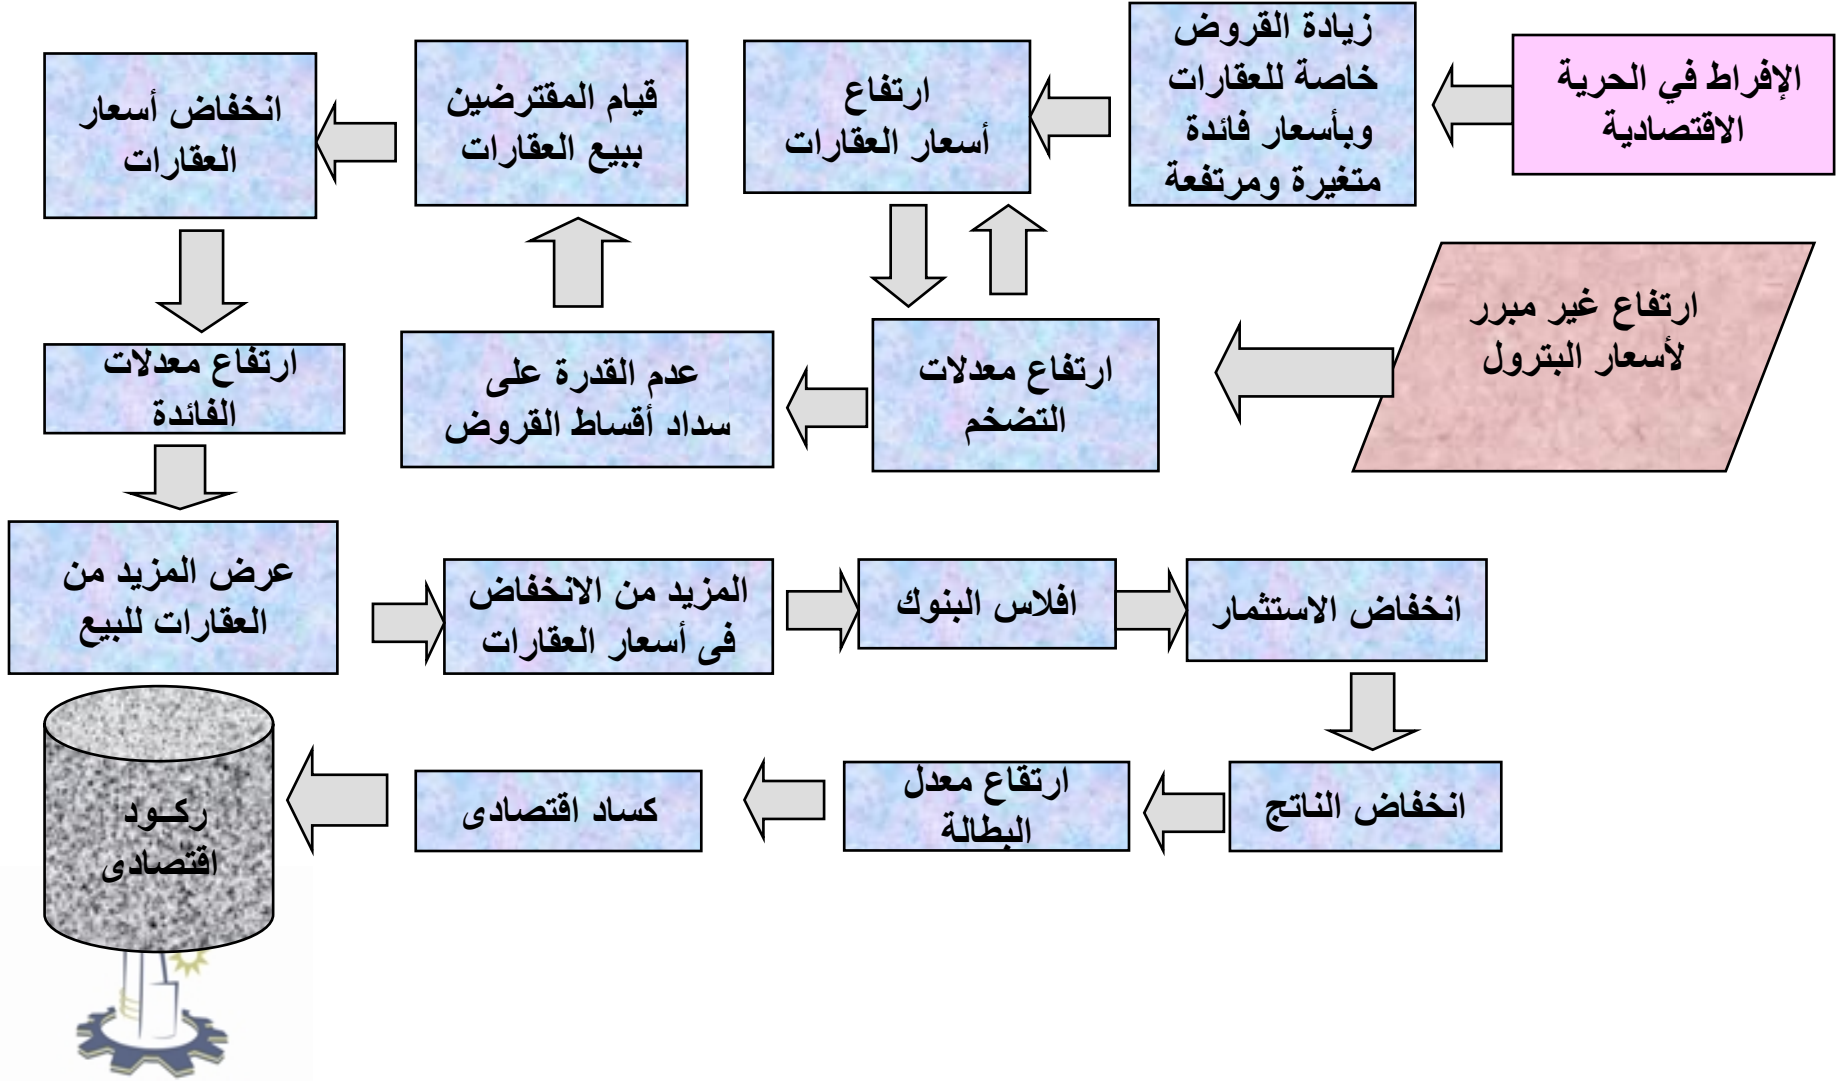 الإفراط في الحرية
الاقتصادية
زيادة القروض
خاصة للعقارات
وبأسعار فائدة
متغيرة ومرتفعة
ارتفاع
أسعار العقارات
ارتفاع غير مبرر
لأسعار البترول
ارتفاع معدلات
التضخم
عدم القدرة على
سداد أقساط القروض
قيام المقترضين
ببيع العقارات
انخفاض أسعار
العقارات
ارتفاع معدلات
الفائدة
عرض المزيد من
العقارات للبيع
المزيد من الانخفاض
فى أسعار العقارات
افلاس البنوك
انخفاض الاستثمار
انخفاض الناتج
ارتقاع معدل
البطالة
كساد اقتصادى
ركـود
اقتصادى